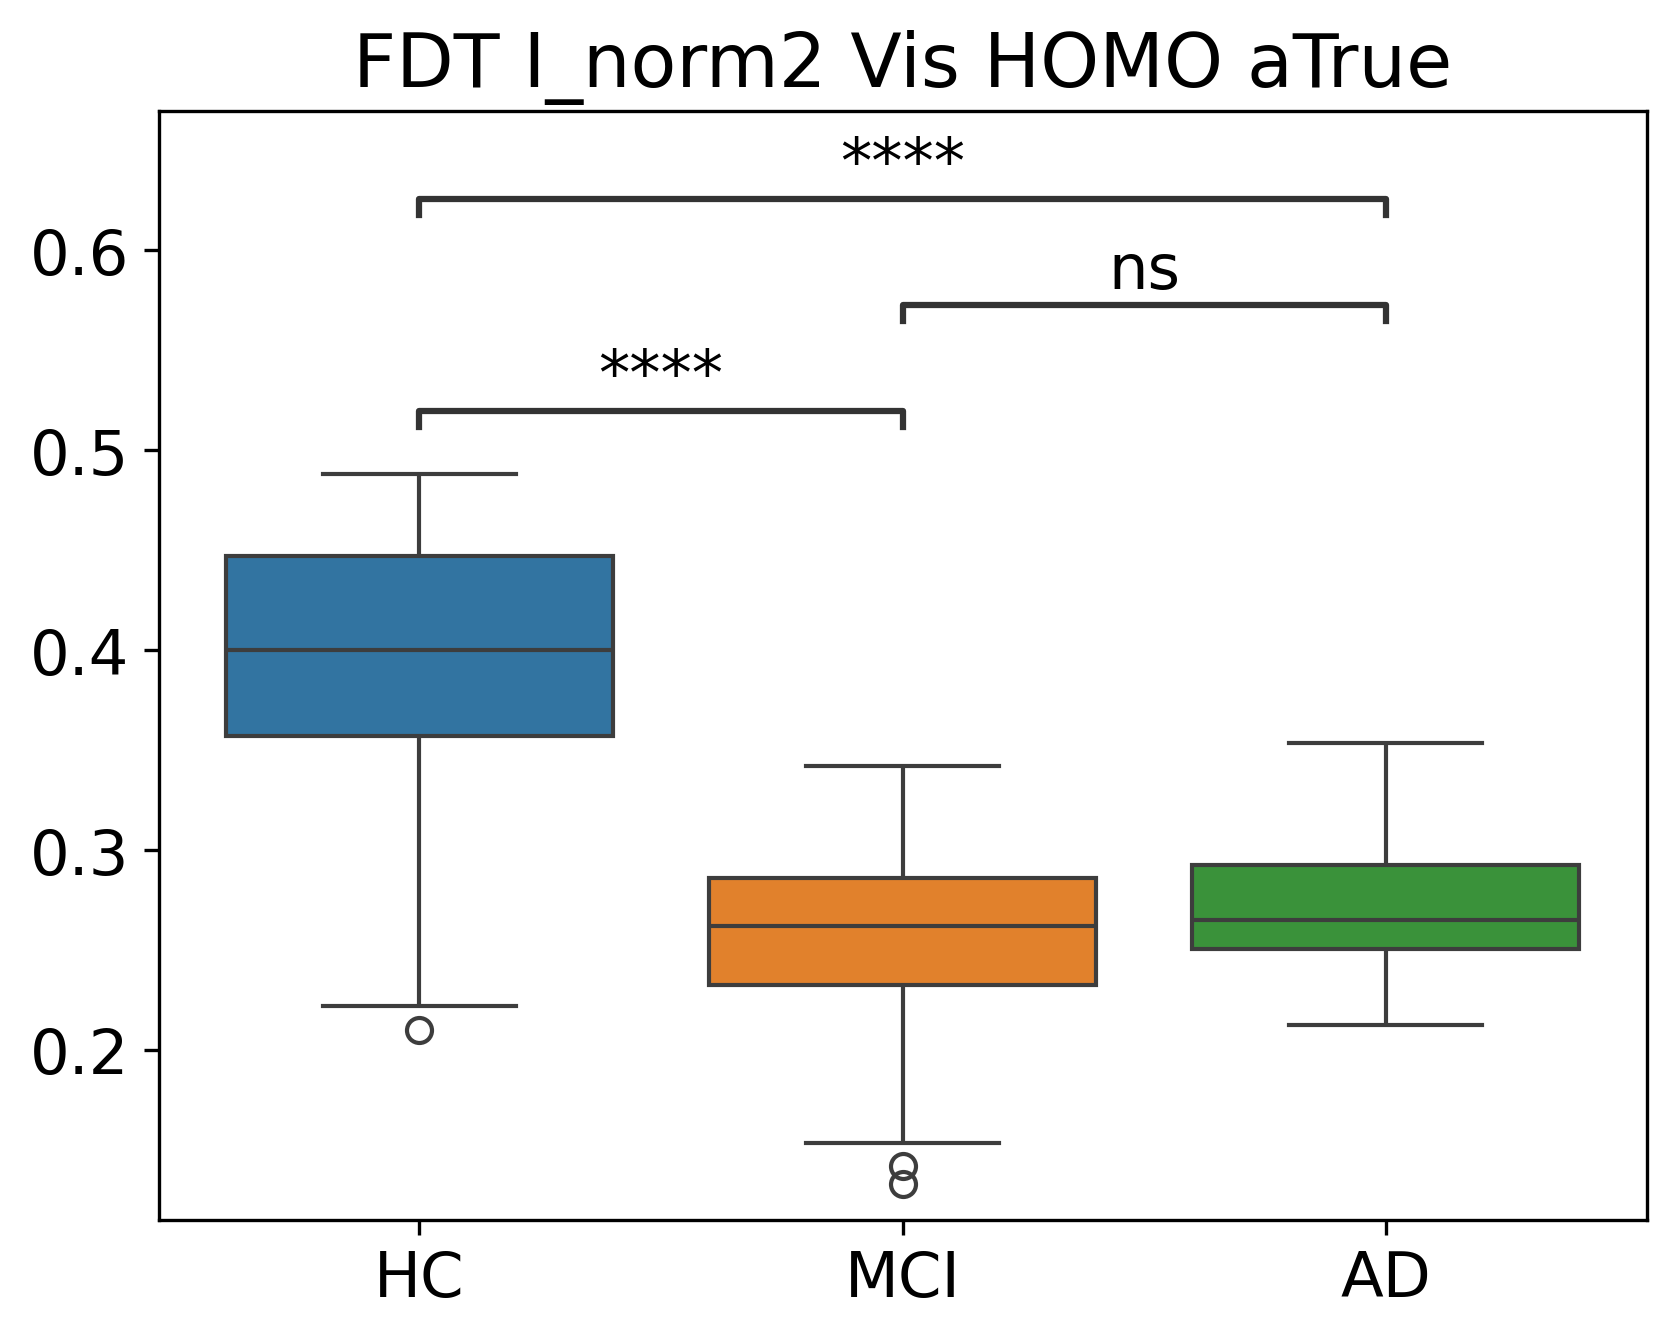 FDT I_norm2 Vis HOMO aTrue
****
ns
****
0.6
0.5
0.4
0.3
0.2
HC MCI AD